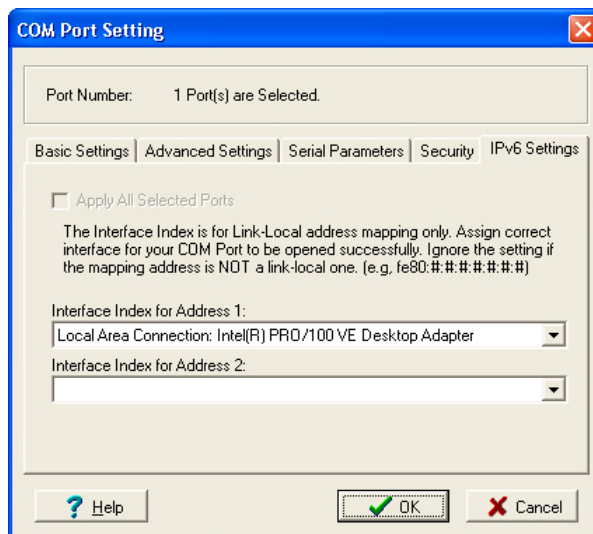 COM Port Setting
Port Number: 1 Port(s) are Selected.
Basic Settings Advanced Settings Serial Parameters Security IPv6 Settings
Apply All Selected Ports
The Interface Index is for Link-Local address mapping only. Assign correct
interface for your COM Port to be opened successfully. Ignore the setting if
the mapping address is NOT a link-local one. (e.g, fe80:#:#:#:#:#:#:#)
Interface Index for Address 1:
Local Area Connection: Intel(R) PRO/100 VE Desktop Adapter
Interface Index for Address 2:
Help OK Cancel